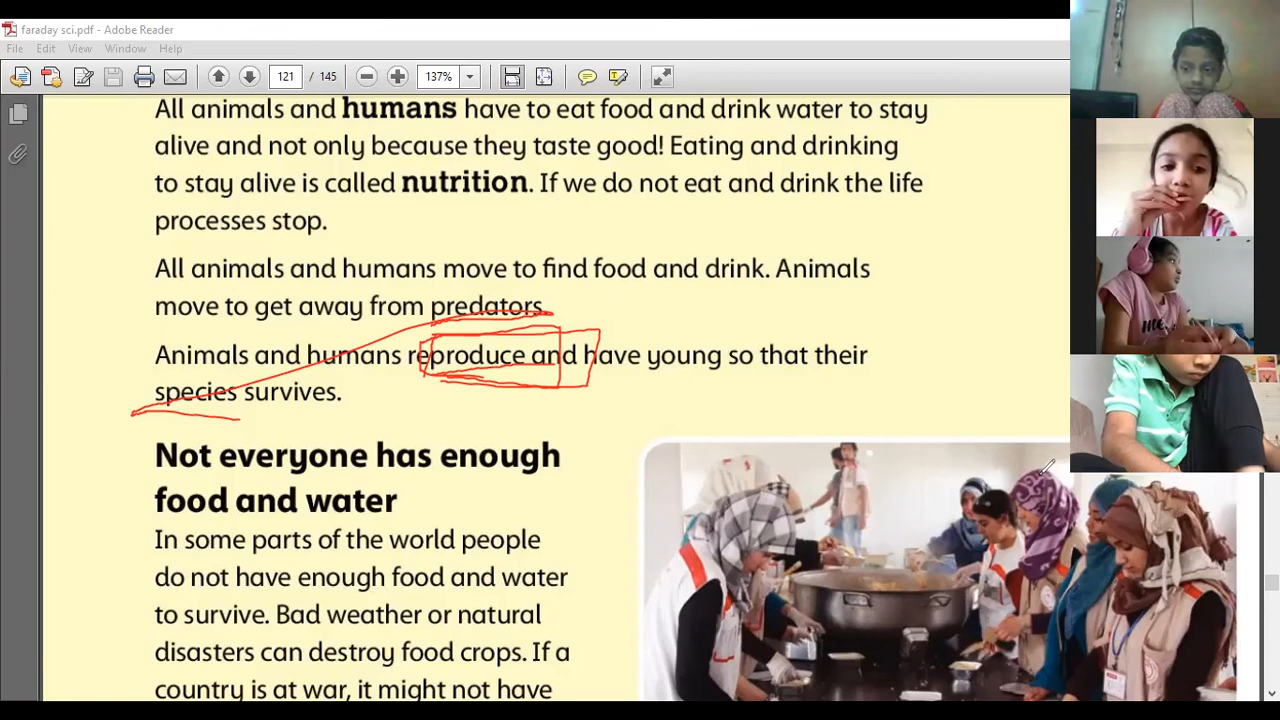 faraday sci.pdf - Adobe Reader
File Edit View Window Help
121 / 145 137%
All animals and humans have to eat food and drink water to stay
alive and not only because they taste good! Eating and drinking
to stay alive is called nutrition. If we do not eat and drink the life
processes stop.
All animals and humans move to find food and drink. Animals
move to get away from predators.
Animals and humans reproduce and have young so that their
species survives.
Not everyone has enough
food and water
In some parts of the world people
do not have enough food and water
to survive. Bad weather or natural
disasters can destroy food crops. If a
country is at war, it might not have